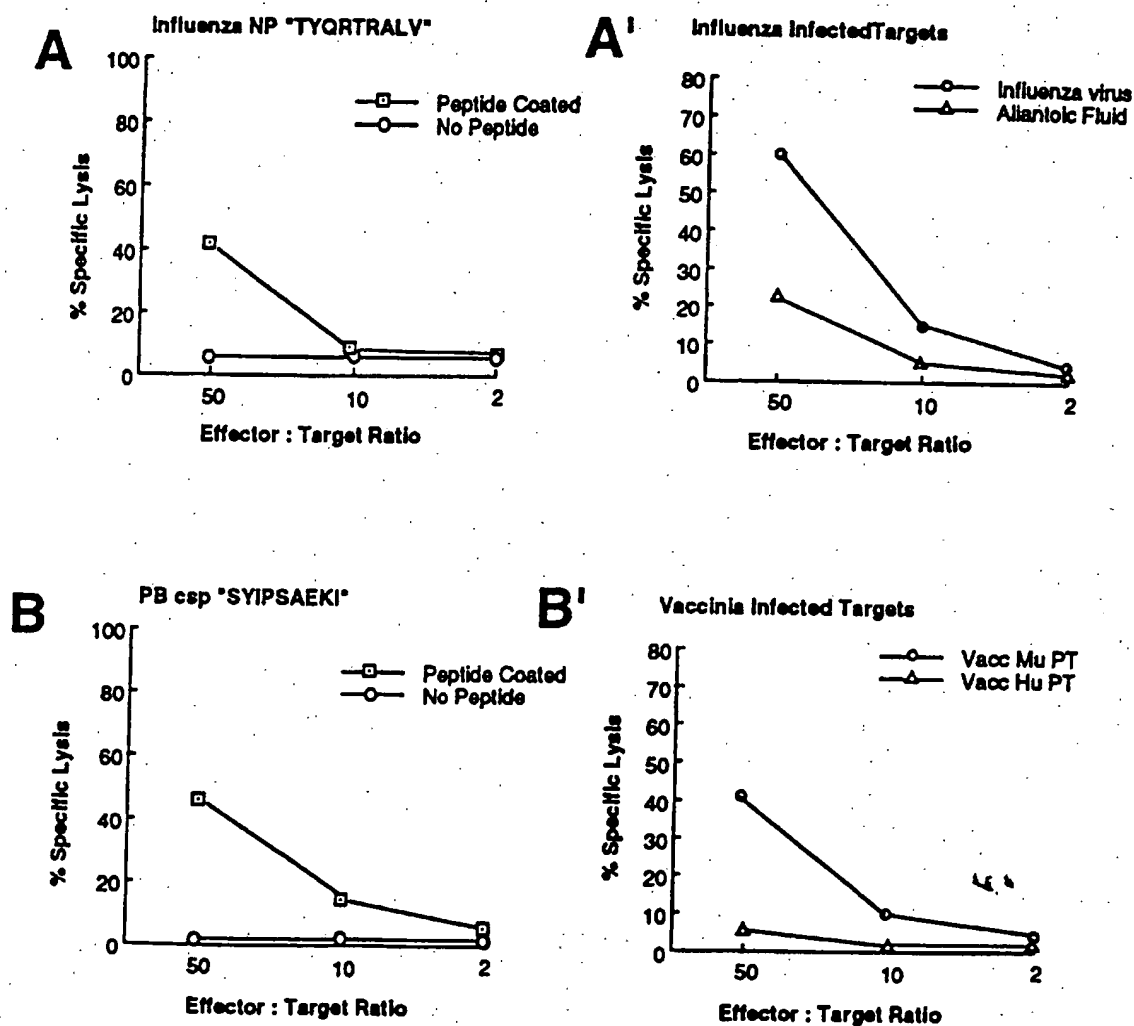 A
Influenza NP "TYQRTRALV"
100
80
60
40
20
0
% Specific Lysis
Peptide Coated
No Peptide
50 10 2
Effector : Target Ratio
A'
Influenza InfectedTargets
80
70
60
50
40
30
20
10
0
% Specific Lysis
Influenza virus
Allantoic Fluid
50 10 2
Effector : Target Ratio
B
PB csp "SYIPSAEKI"
100
80
60
40
20
0
% Specific Lysis
Peptide Coated
No Peptide
50 10 2
Effector : Target Ratio
B'
Vaccinia Infected Targets
80
70
60
50
40
30
20
10
0
% Specific Lysis
Vacc Mu PT
Vacc Hu PT
50 10 2
Effector : Target Ratio